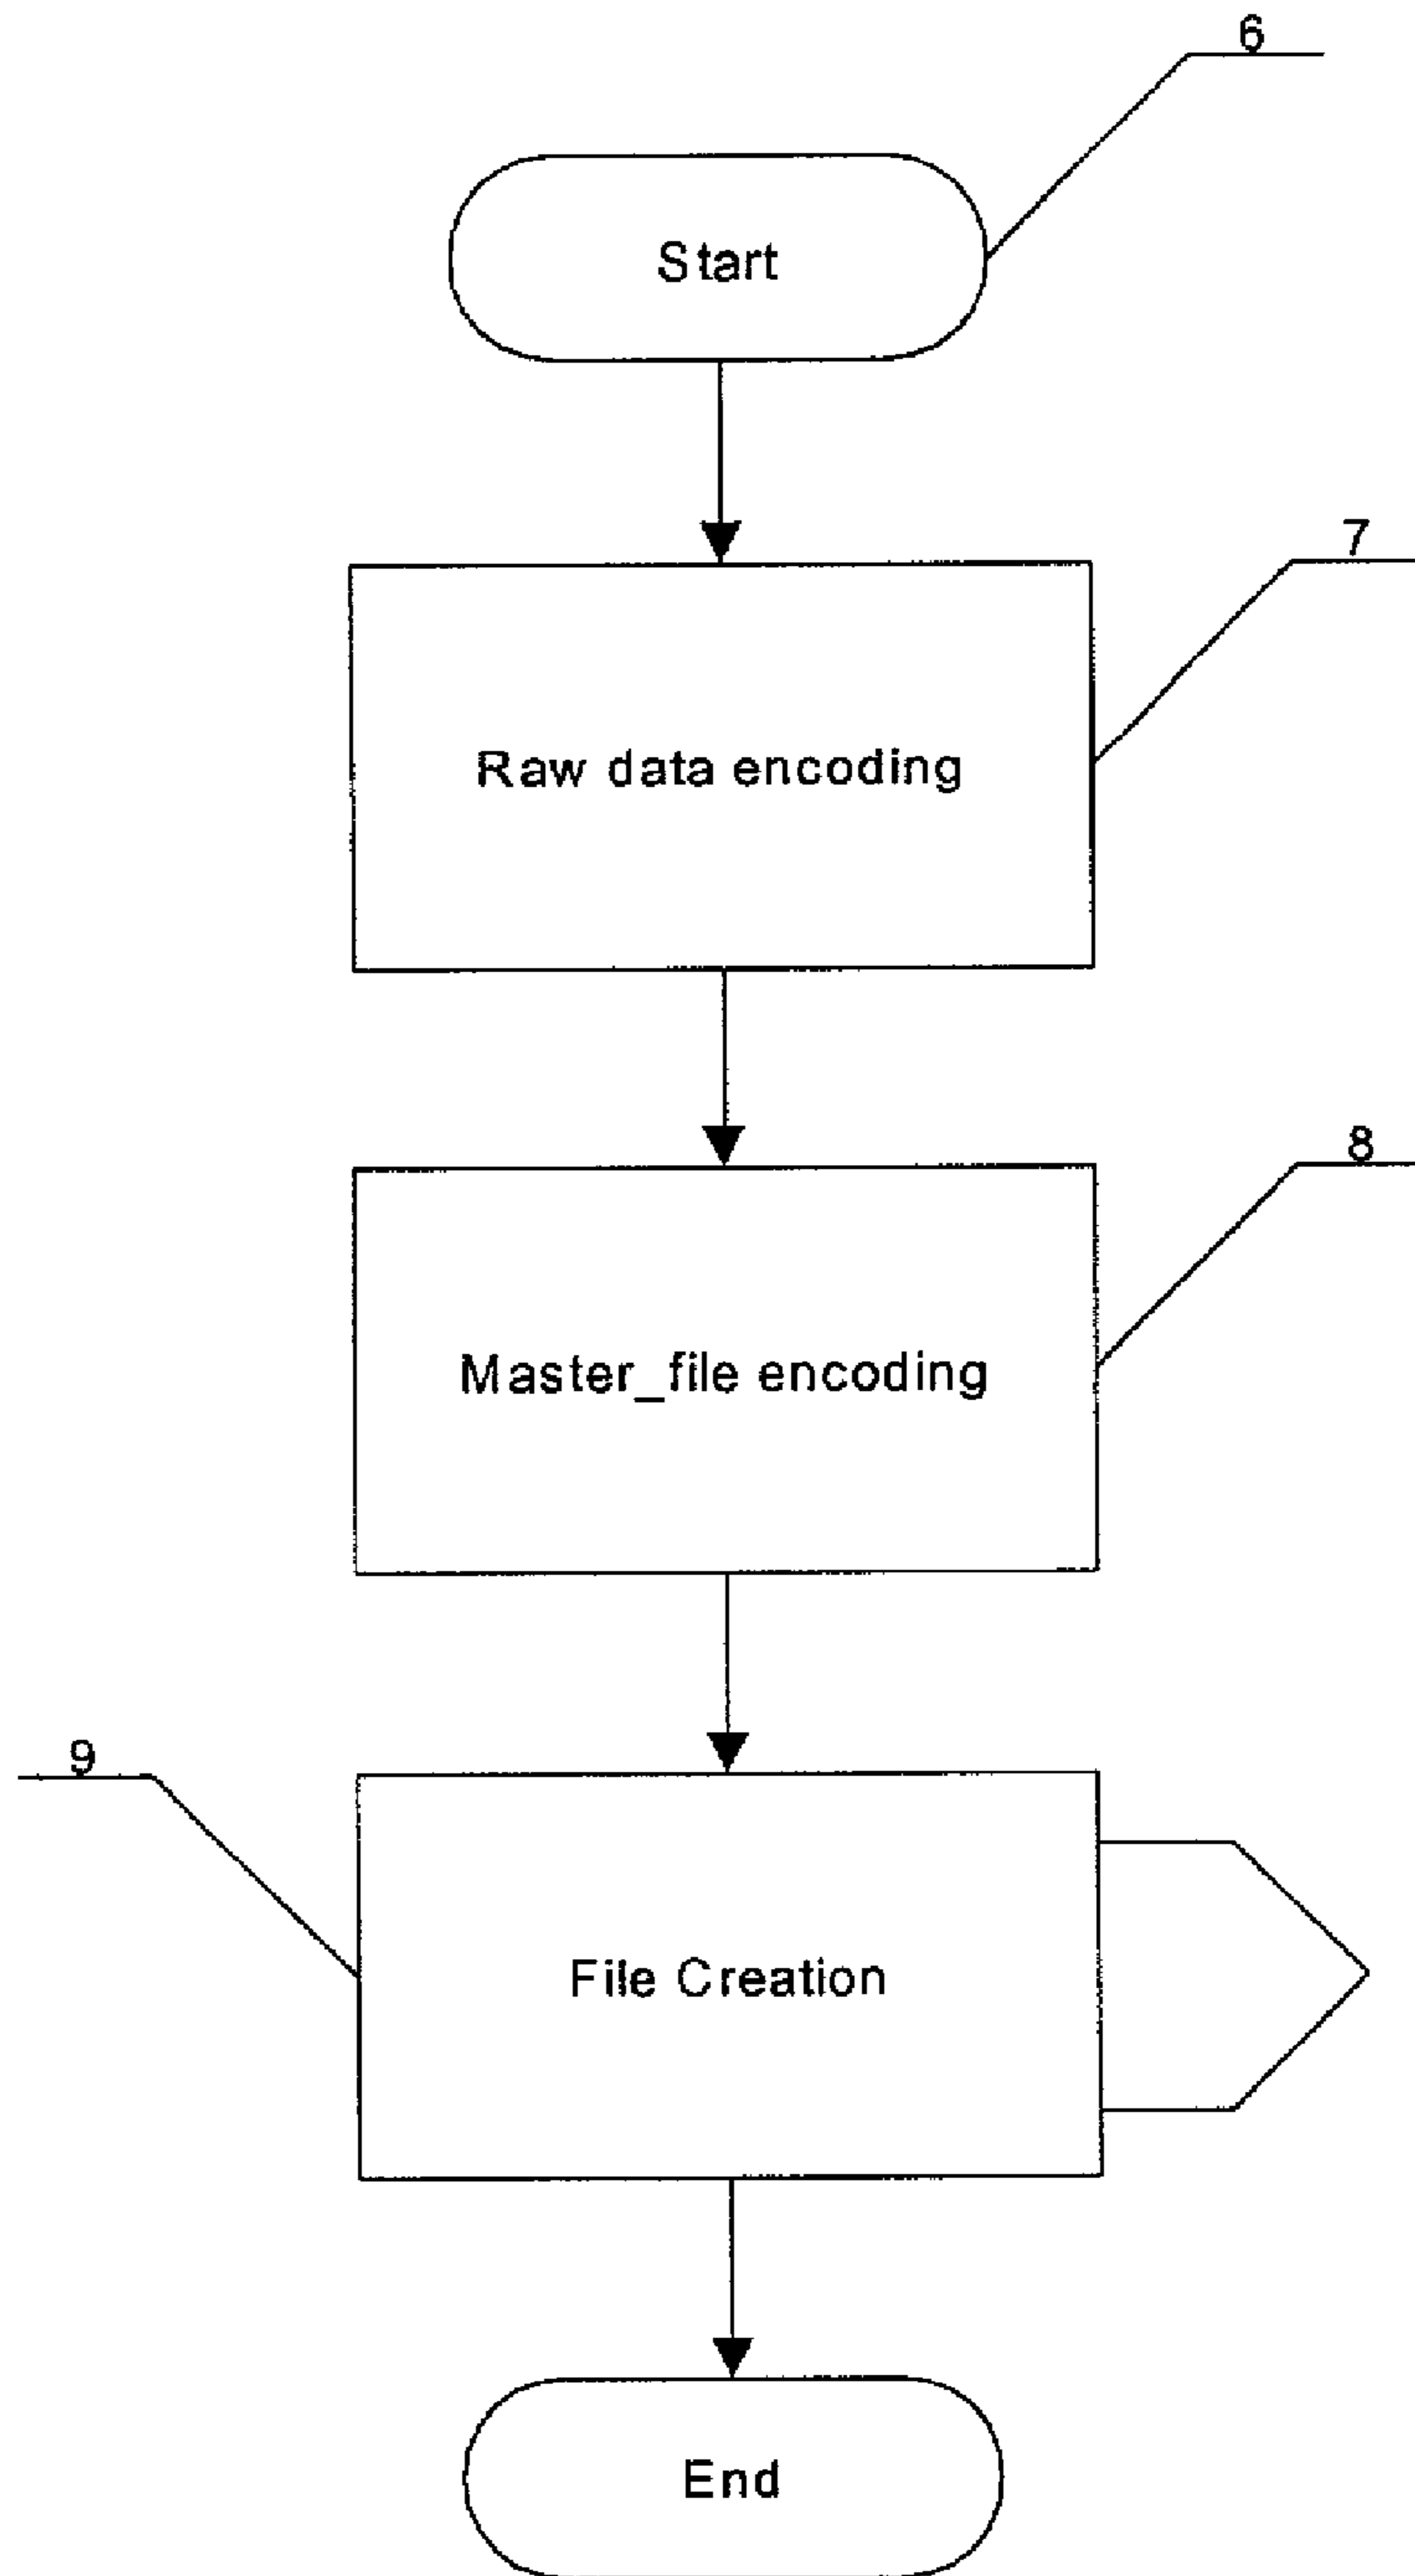 6
Start
7
Raw data encoding
8
Master_file encoding
9
File Creation
End